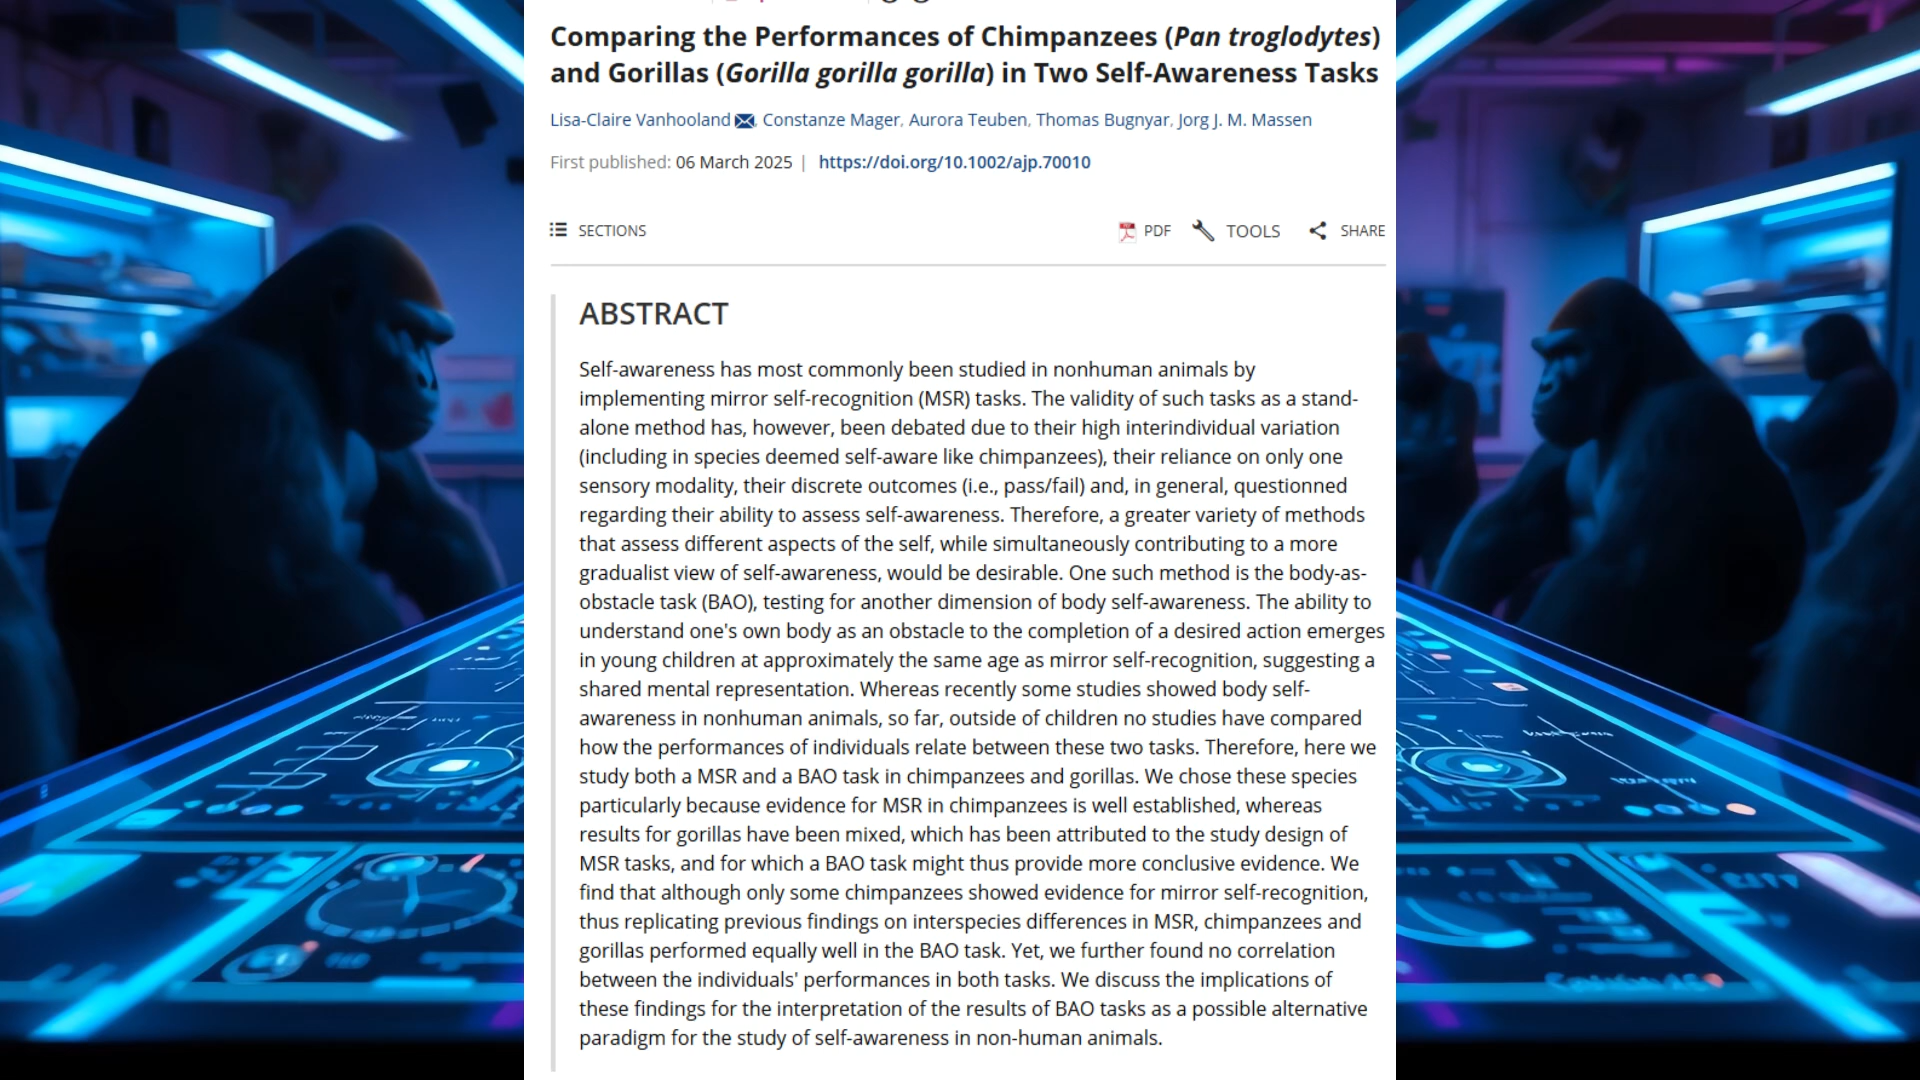 Comparing the Performances of Chimpanzees (Pan troglodytes)
and Gorillas (Gorilla gorilla gorilla) in Two Self-Awareness Tasks
Lisa-Claire Vanhooland, Constanze Mager, Aurora Teuben, Thomas Bugnyar, Jorg J. M. Massen
First published: 06 March 2025 | https://doi.org/10.1002/ajp.70010
SECTIONS PDF TOOLS SHARE
ABSTRACT
Self-awareness has most commonly been studied in nonhuman animals by
implementing mirror self-recognition (MSR) tasks. The validity of such tasks as a stand-
alone method has, however, been debated due to their high interindividual variation
(including in species deemed self-aware like chimpanzees), their reliance on only one
sensory modality, their discrete outcomes (i.e., pass/fail) and, in general, questionned
regarding their ability to assess self-awareness. Therefore, a greater variety of methods
that assess different aspects of the self, while simultaneously contributing to a more
gradualist view of self-awareness, would be desirable. One such method is the body-as-
obstacle task (BAO), testing for another dimension of body self-awareness. The ability to
understand one's own body as an obstacle to the completion of a desired action emerges
in young children at approximately the same age as mirror self-recognition, suggesting a
shared mental representation. Whereas recently some studies showed body self-
awareness in nonhuman animals, so far, outside of children no studies have compared
how the performances of individuals relate between these two tasks. Therefore, here we
study both a MSR and a BAO task in chimpanzees and gorillas. We chose these species
particularly because evidence for MSR in chimpanzees is well established, whereas
results for gorillas have been mixed, which has been attributed to the study design of
MSR tasks, and for which a BAO task might thus provide more conclusive evidence. We
find that although only some chimpanzees showed evidence for mirror self-recognition,
thus replicating previous findings on interspecies differences in MSR, chimpanzees and
gorillas performed equally well in the BAO task. Yet, we further found no correlation
between the individuals' performances in both tasks. We discuss the implications of
these findings for the interpretation of the results of BAO tasks as a possible alternative
paradigm for the study of self-awareness in non-human animals.